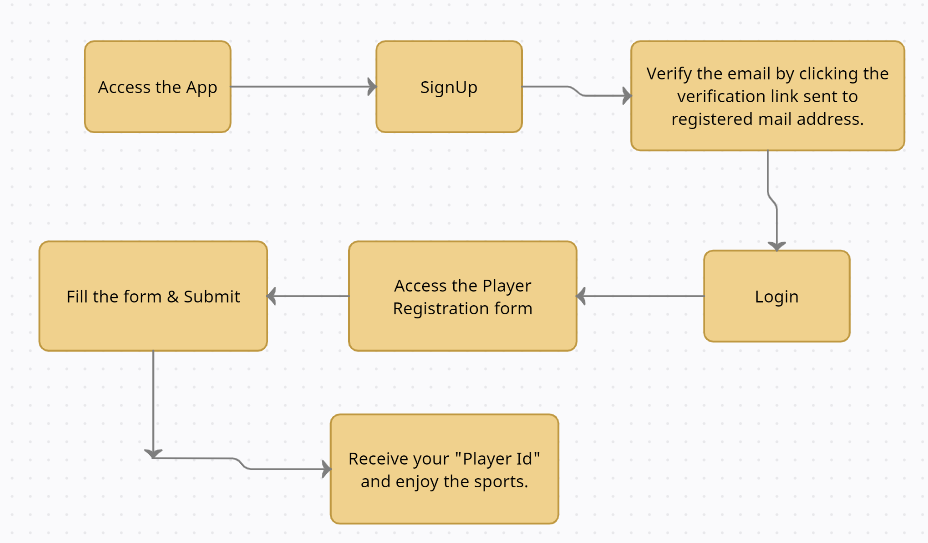 Access the App
SignUp
Verify the email by clicking the
verification link sent to
registered mail address.
Login
Access the Player
Registration form
Fill the form & Submit
Receive your "Player Id"
and enjoy the sports.